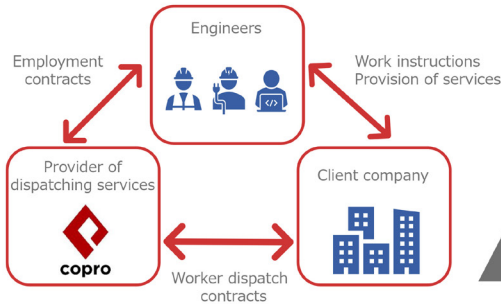 Engineers
Employment
contracts
Work instructions
Provision of services
</>
Provider of
dispatching services
copro
Client company
Worker dispatch
contracts